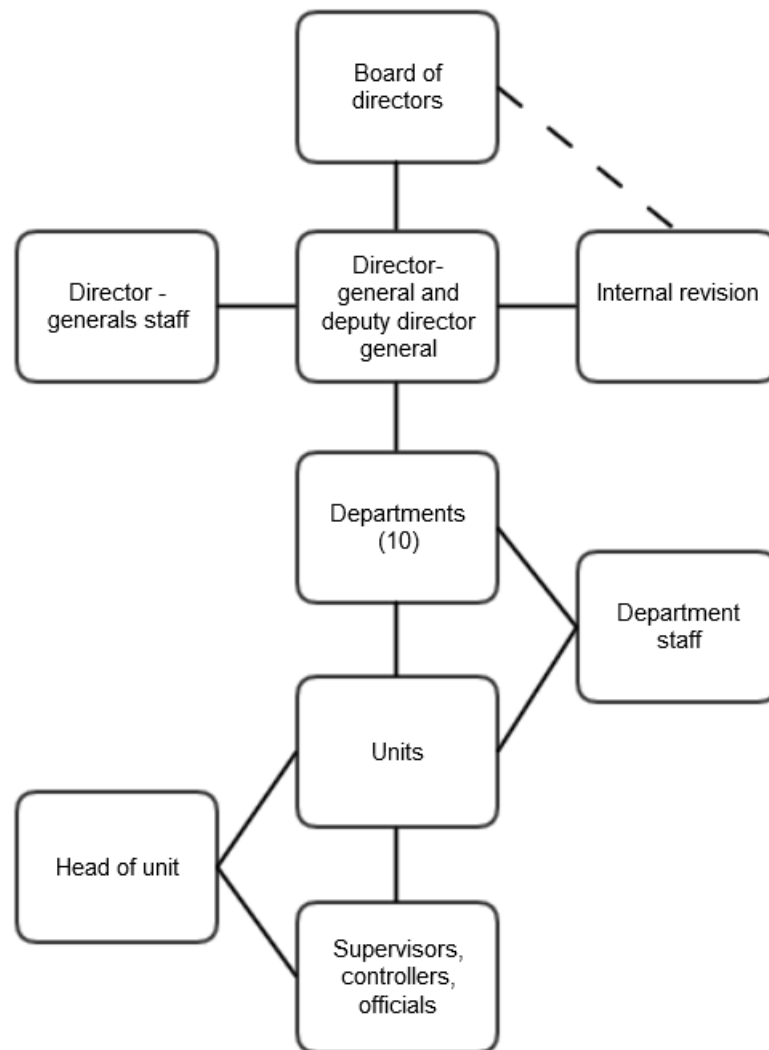 Board of
directors
Director -
generals staff
Director-
general and
deputy director
general
Internal revision
Departments
(10)
Department
staff
Units
Head of unit
Supervisors,
controllers,
officials